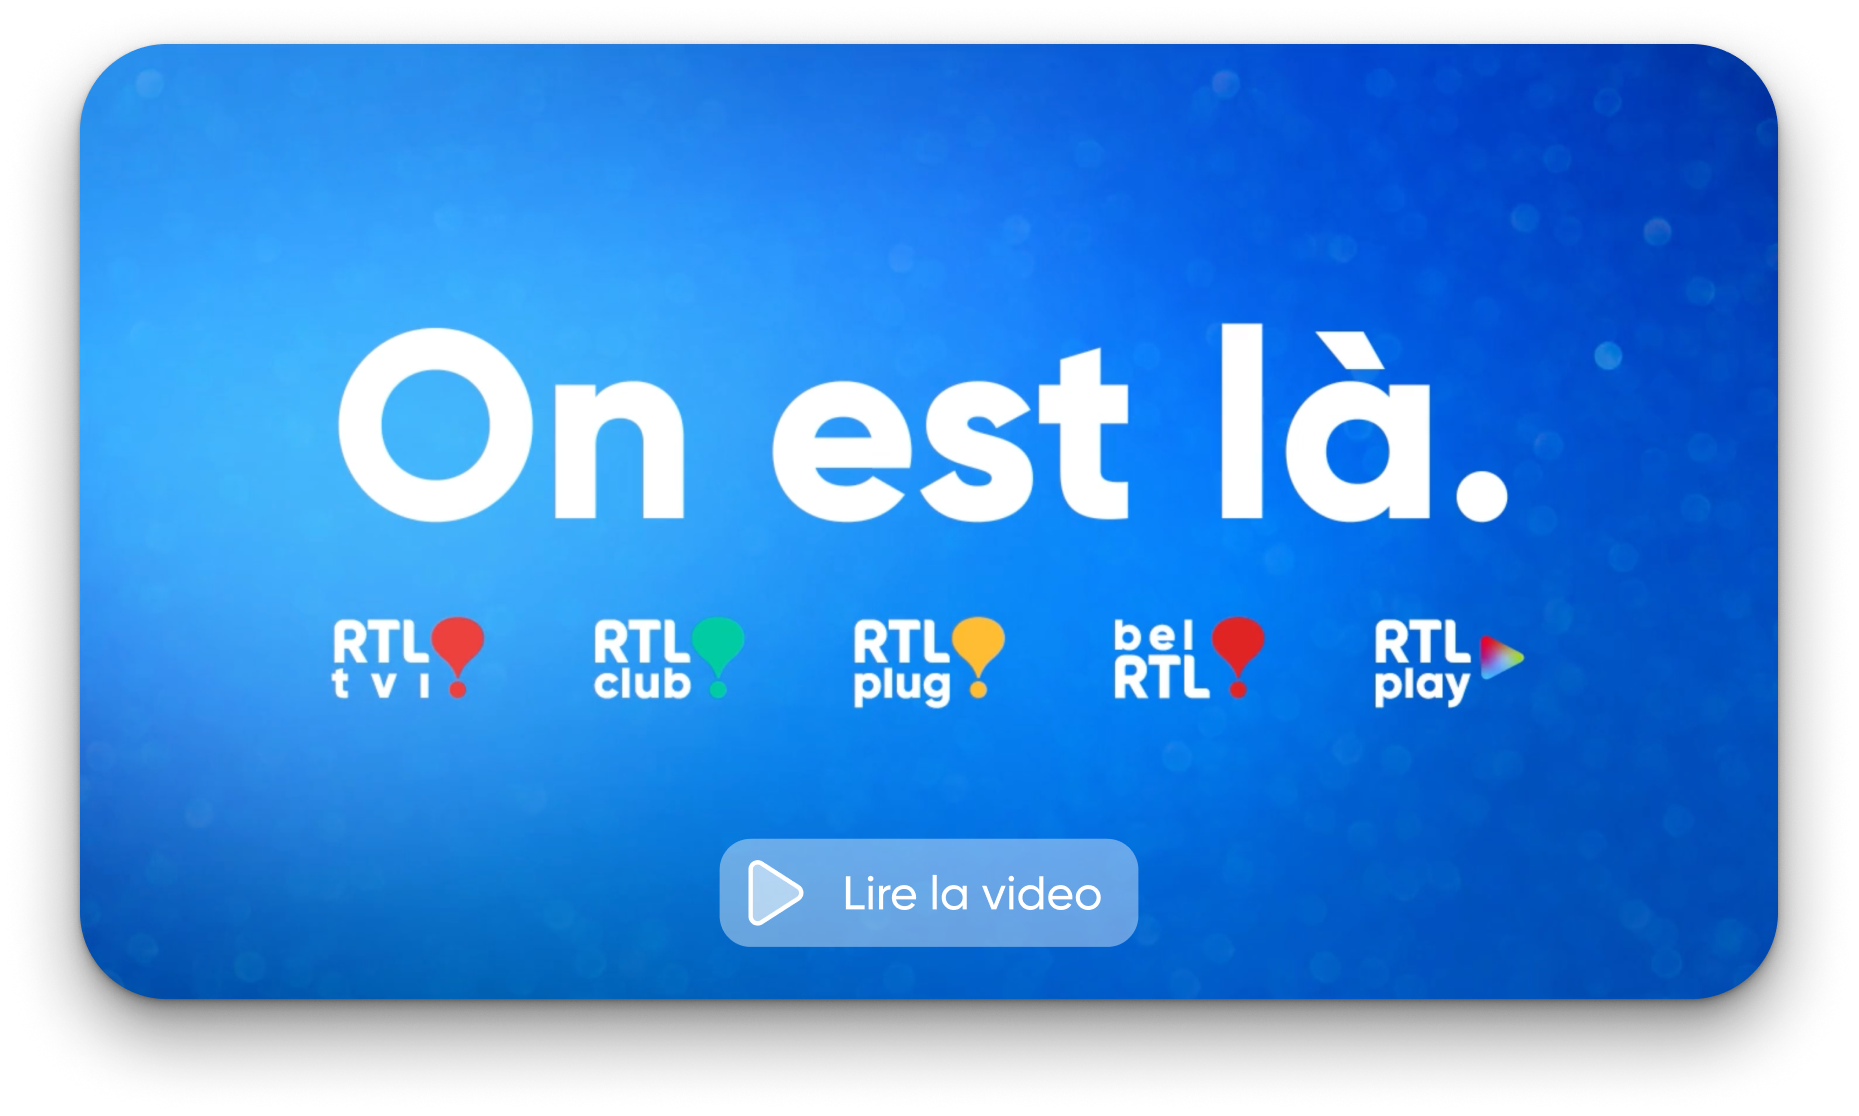 On est là.
RTL tvi
RTL club
RTL plug
bel RTL
RTL play
Lire la video